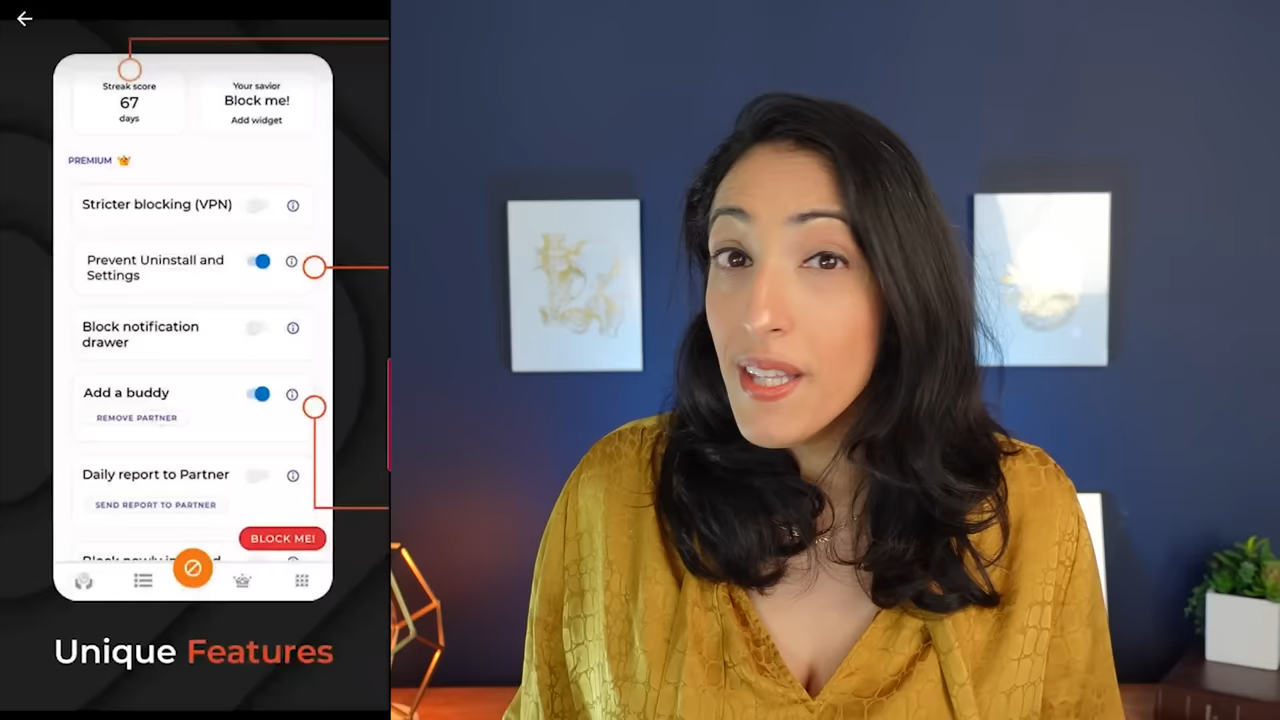 Streak score
67
days
Your savior
Block me!
Add widget
PREMIUM
Stricter blocking (VPN)
Prevent Uninstall and
Settings
Block notification
drawer
Add a buddy
REMOVE PARTNER
Daily report to Partner
SEND REPORT TO PARTNER
BLOCK ME!
Unique Features